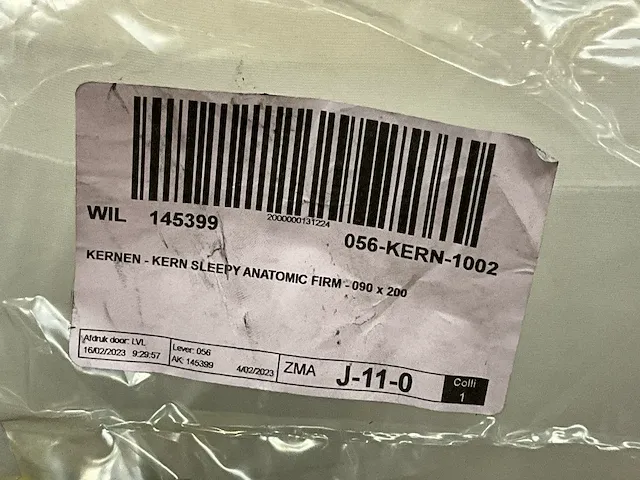 2000000131224
WIL 145399 056-KERN-1002
KERNEN - KERN SLEEPY ANATOMIC FIRM - 090 x 200
Afdruk door: LVL
16/02/2023 9:29:57
Lever: 056
AK: 145399 4/02/2023
ZMA J-11-0
Colli
1